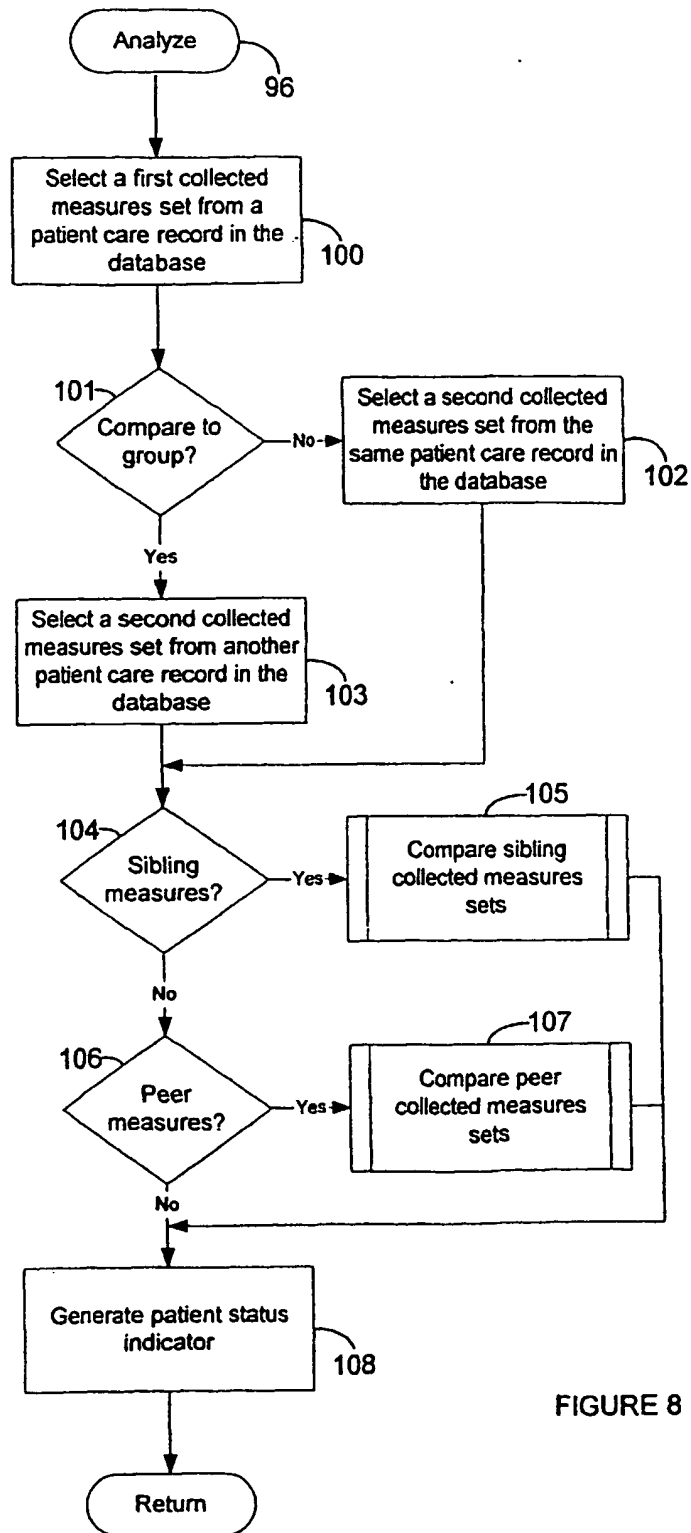 Analyze
96
Select a first collected
measures set from a
patient care record in the
database
100
101
Compare to
group?
No
Select a second collected
measures set from the
same patient care record in
the database
102
Yes
Select a second collected
measures set from another
patient care record in the
database
103
104
Sibling
measures?
Yes
105
Compare sibling
collected measures
sets
No
106
Peer
measures?
Yes
107
Compare peer
collected measures
sets
No
Generate patient status
indicator
108
FIGURE 8
Return